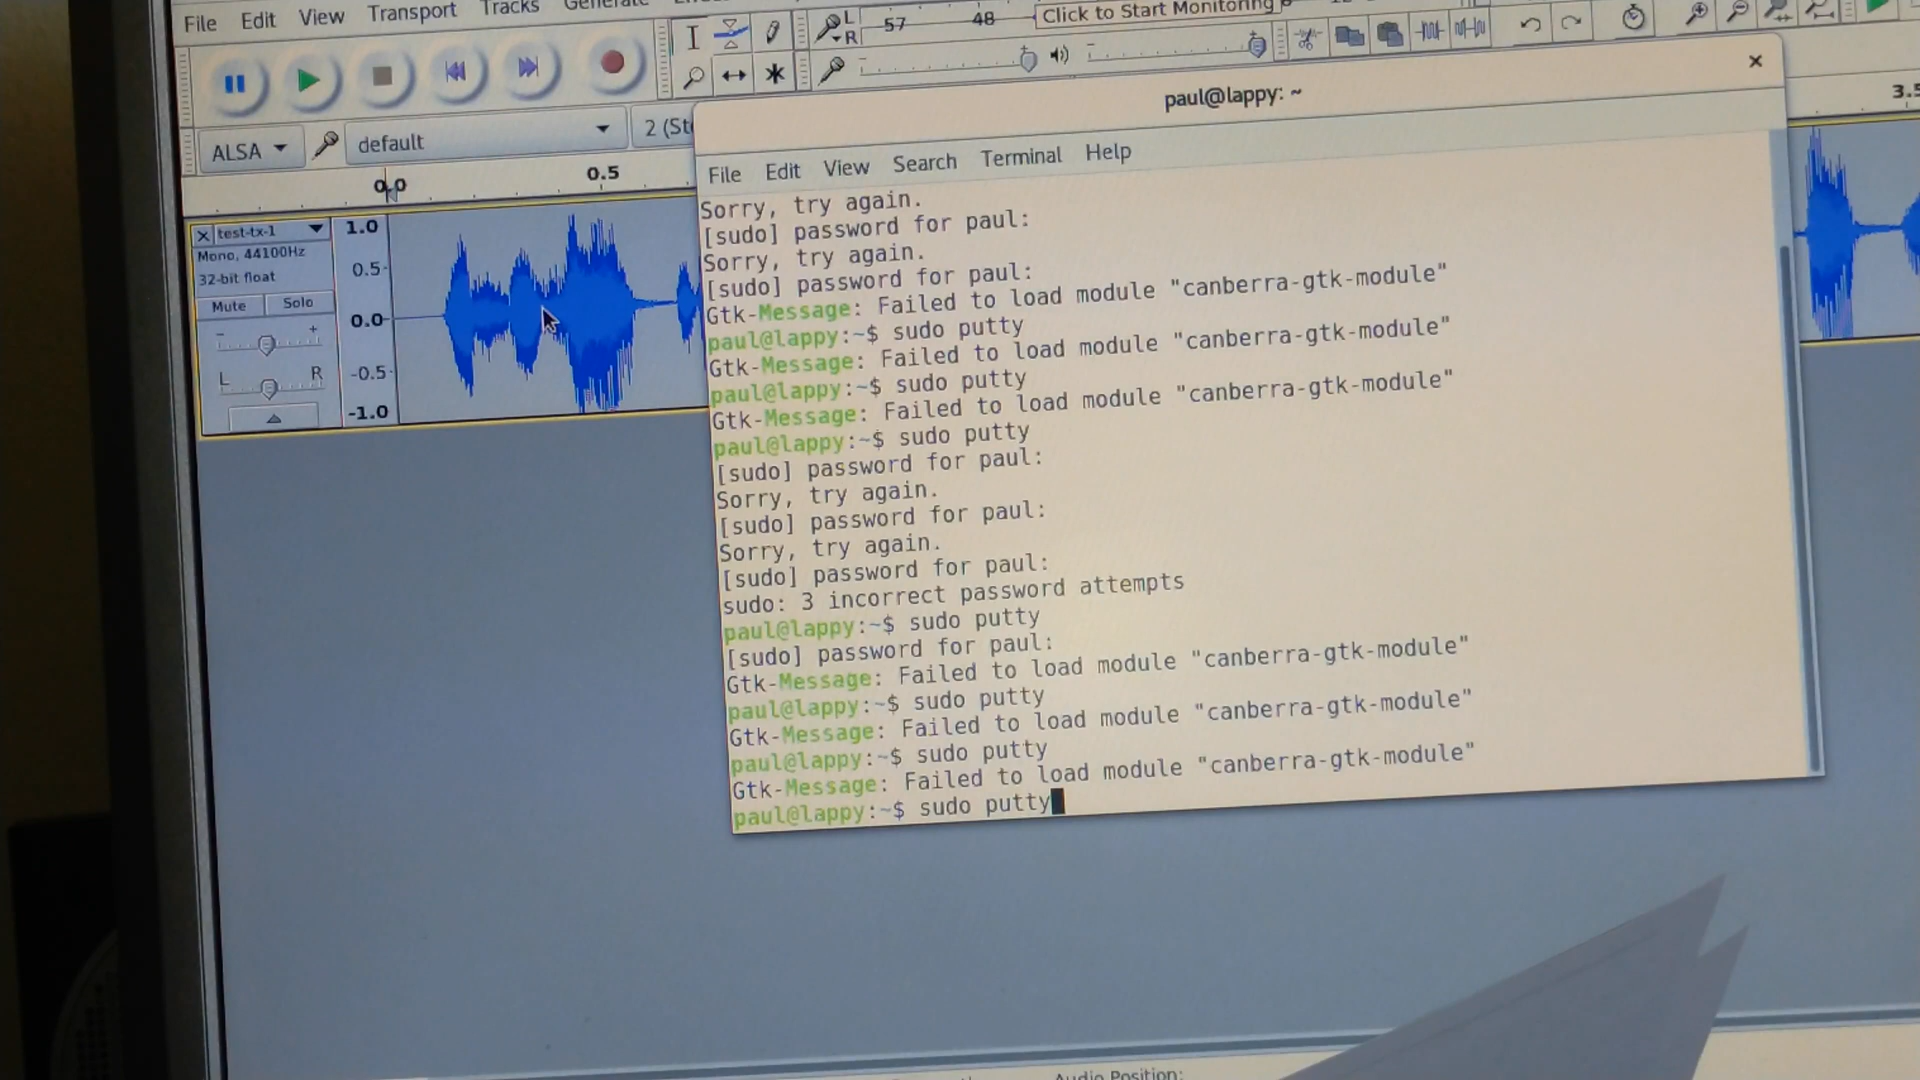 File Edit View Transport Tracks Generate
L
R
57 48 Click to Start Monitoring
ALSA default 2 (St
0.0 0.5 3.5
test-tx-1
Mono, 44100Hz
32-bit float
Mute Solo
- +
L R
1.0
0.5
0.0
-0.5
-1.0
paul@lappy: ~
File Edit View Search Terminal Help
Sorry, try again.
[sudo] password for paul:
Sorry, try again.
[sudo] password for paul:
Gtk-Message: Failed to load module "canberra-gtk-module"
paul@lappy:~$ sudo putty
Gtk-Message: Failed to load module "canberra-gtk-module"
paul@lappy:~$ sudo putty
Gtk-Message: Failed to load module "canberra-gtk-module"
paul@lappy:~$ sudo putty
[sudo] password for paul:
Sorry, try again.
[sudo] password for paul:
Sorry, try again.
[sudo] password for paul:
sudo: 3 incorrect password attempts
paul@lappy:~$ sudo putty
[sudo] password for paul:
Gtk-Message: Failed to load module "canberra-gtk-module"
paul@lappy:~$ sudo putty
Gtk-Message: Failed to load module "canberra-gtk-module"
paul@lappy:~$ sudo putty
Gtk-Message: Failed to load module "canberra-gtk-module"
paul@lappy:~$ sudo putty
Audio Position: